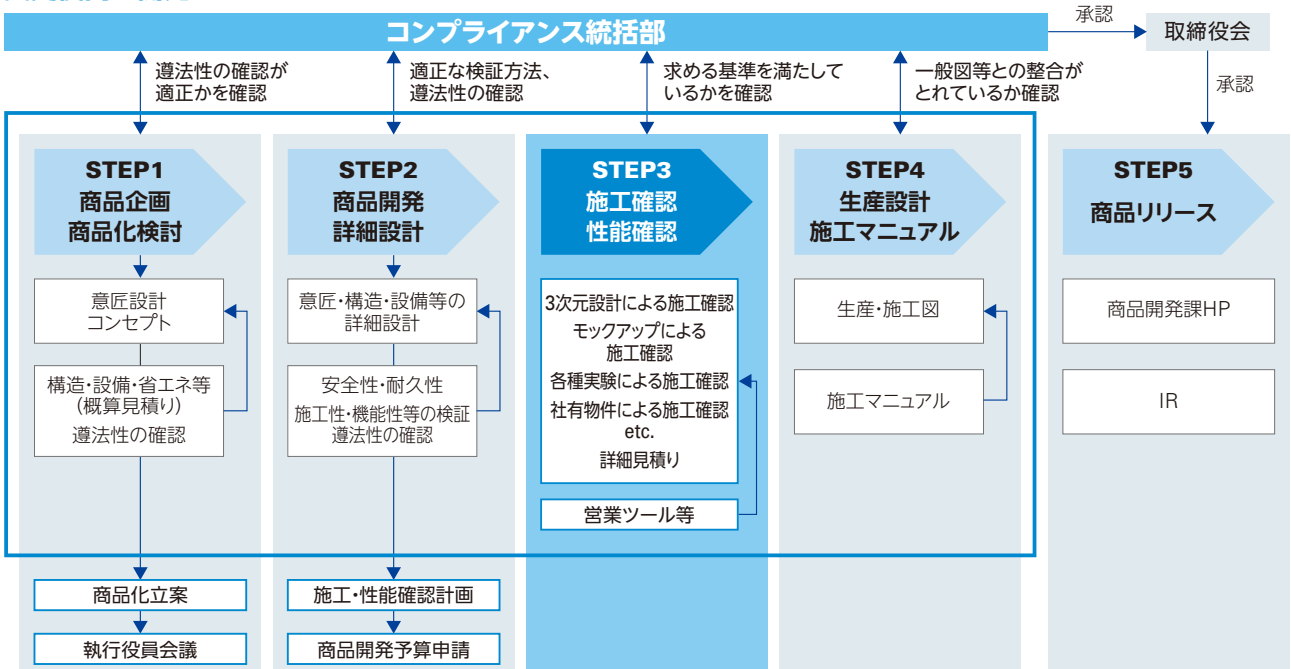 コンプライアンス統括部
承認
取締役会
承認
遵法性の確認が
適正かを確認
適正な検証方法、
遵法性の確認
求める基準を満たして
いるかを確認
一般図等との整合が
とれているか確認
STEP1
商品企画
商品化検討
意匠設計
コンセプト
構造・設備・省エネ等
(概算見積り)
遵法性の確認
商品化立案
執行役員会議
STEP2
商品開発
詳細設計
意匠・構造・設備等の
詳細設計
安全性・耐久性
施工性・機能性等の検証
遵法性の確認
施工・性能確認計画
商品開発予算申請
STEP3
施工確認
性能確認
3次元設計による施工確認
モックアップによる
施工確認
各種実験による施工確認
社有物件による施工確認
etc.
詳細見積り
営業ツール等
STEP4
生産設計
施工マニュアル
生産・施工図
施工マニュアル
STEP5
商品リリース
商品開発課HP
IR